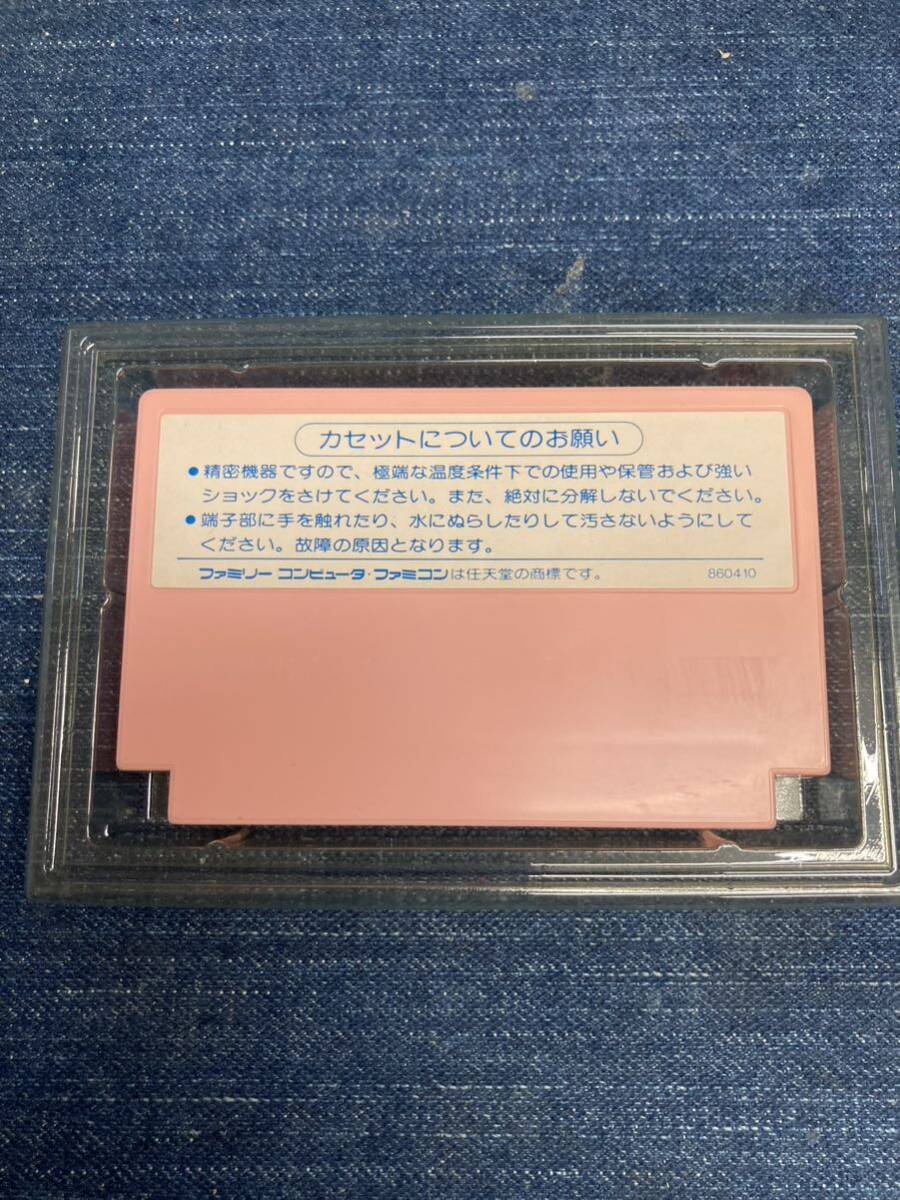 カセットについてのお願い
●精密機器ですので、極端な温度条件下での使用や保管および強い
ショックをさけてください。また、絶対に分解しないでください。
●端子部に手を触れたり、水にぬらしたりして汚さないようにして
ください。故障の原因となります。
ファミリー コンピュータ・ファミコンは任天堂の商標です。 860410